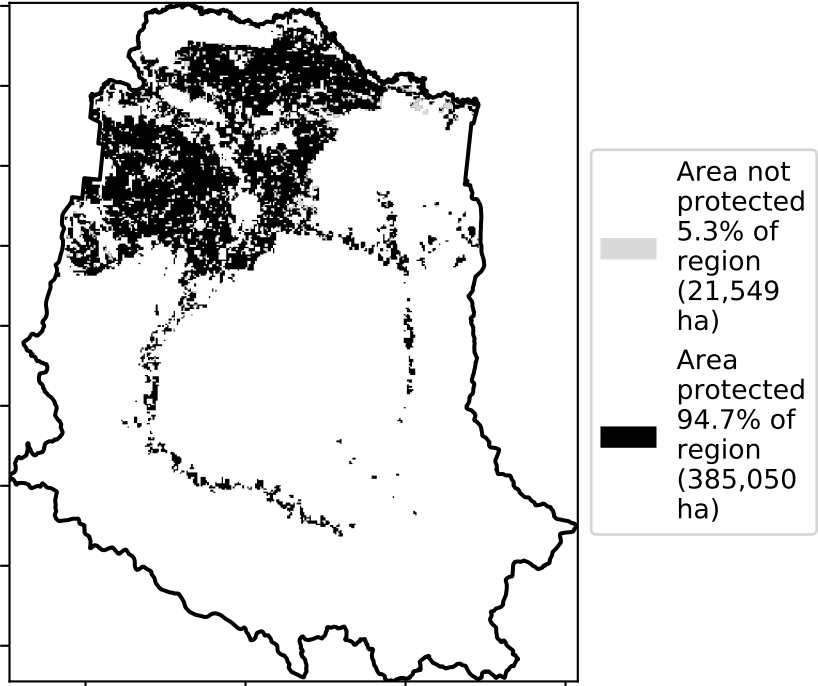 Area not
protected
5.3% of
region
(21,549
ha)
Area
protected
94.7% of
region
(385,050
ha)